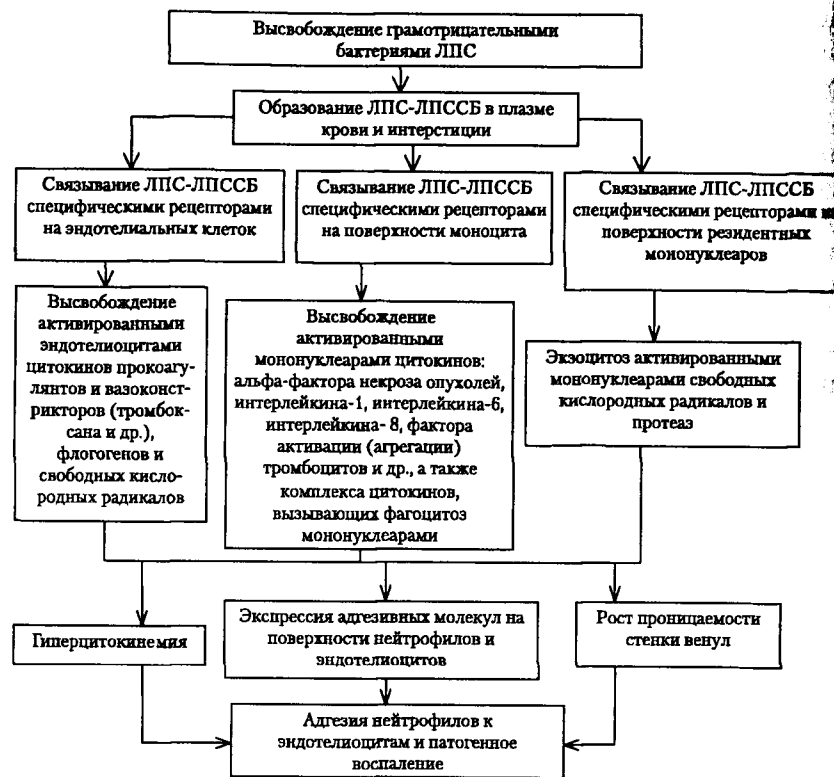 Высвобождение грамотрицательными
бактериями ЛПС
Образование ЛПС-ЛПССБ в плазме
крови и интерстиции
Связывание ЛПС-ЛПССБ
специфическими рецепторами
на эндотелиальных клеток
Связывание ЛПС-ЛПССБ
специфическими рецепторами
на поверхности моноцита
Связывание ЛПС-ЛПССБ
специфическими рецепторами
поверхности резидентных
мононуклеаров
Высвобождение
активированными
эндотелиоцитами
цитокинов прокоагу-
лянтов и вазоконст-
рикторов (тромбок-
сана и др.),
флогогенов и
свободных кисло-
родных радикалов
Высвобождение
активированными
мононуклеарами цитокинов:
альфа-фактора некроза опухолей,
интерлейкина-1, интерлейкина-6,
интерлейкина- 8, фактора
активации (агрегации)
тромбоцитов и др., а также
комплекса цитокинов,
вызывающих фагоцитоз
мононуклеарами
Экзоцитоз активированными
мононуклеарами свободных
кислородных радикалов и
протеаз
Гиперцитокинемия
Экспрессия адгезивных молекул на
поверхности нейтрофилов и
эндотелиоцитов
Рост проницаемости
стенки венул
Адгезия нейтрофилов к
эндотелиоцитам и патогенное
воспаление